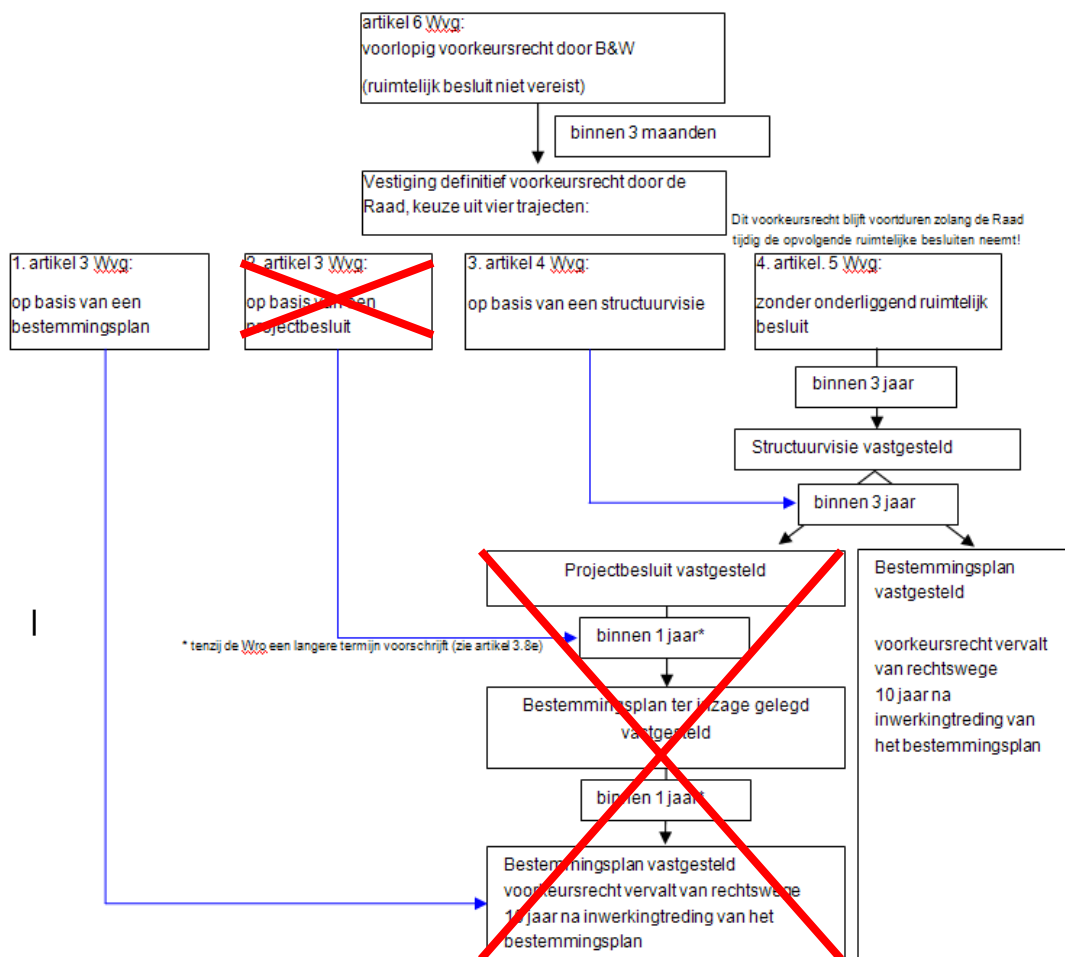 artikel 6 Wvg:
voorlopig voorkeursrecht door B&W
(ruimtelijk besluit niet vereist)
binnen 3 maanden
Vestiging definitief voorkeursrecht door de
Raad, keuze uit vier trajecten:
Dit voorkeursrecht blijft voortduren zolang de Raad
tijdig de opvolgende ruimtelijke besluiten neemt!
1. artikel 3 Wvg:
op basis van een
bestemmingsplan
2. artikel 3 Wvg:
op basis van een
projectbesluit
3. artikel 4 Wvg:
op basis van een structuurvisie
4. artikel. 5 Wvg:
zonder onderliggend ruimtelijk
besluit
binnen 3 jaar
Structuurvisie vastgesteld
binnen 3 jaar
Projectbesluit vastgesteld
binnen 1 jaar*
* tenzij de Wro een langere termijn voorschrift (zie artikel 3.8e)
Bestemmingsplan ter inzage gelegd
vastgesteld
binnen 1 jaar*
Bestemmingsplan vastgesteld
voorkeursrecht vervalt van rechtswege
10 jaar na inwerkingtreding van het
bestemmingsplan
Bestemmingsplan
vastgesteld
voorkeursrecht vervalt
van rechtswege
10 jaar na
inwerkingtreding van
het bestemmingsplan